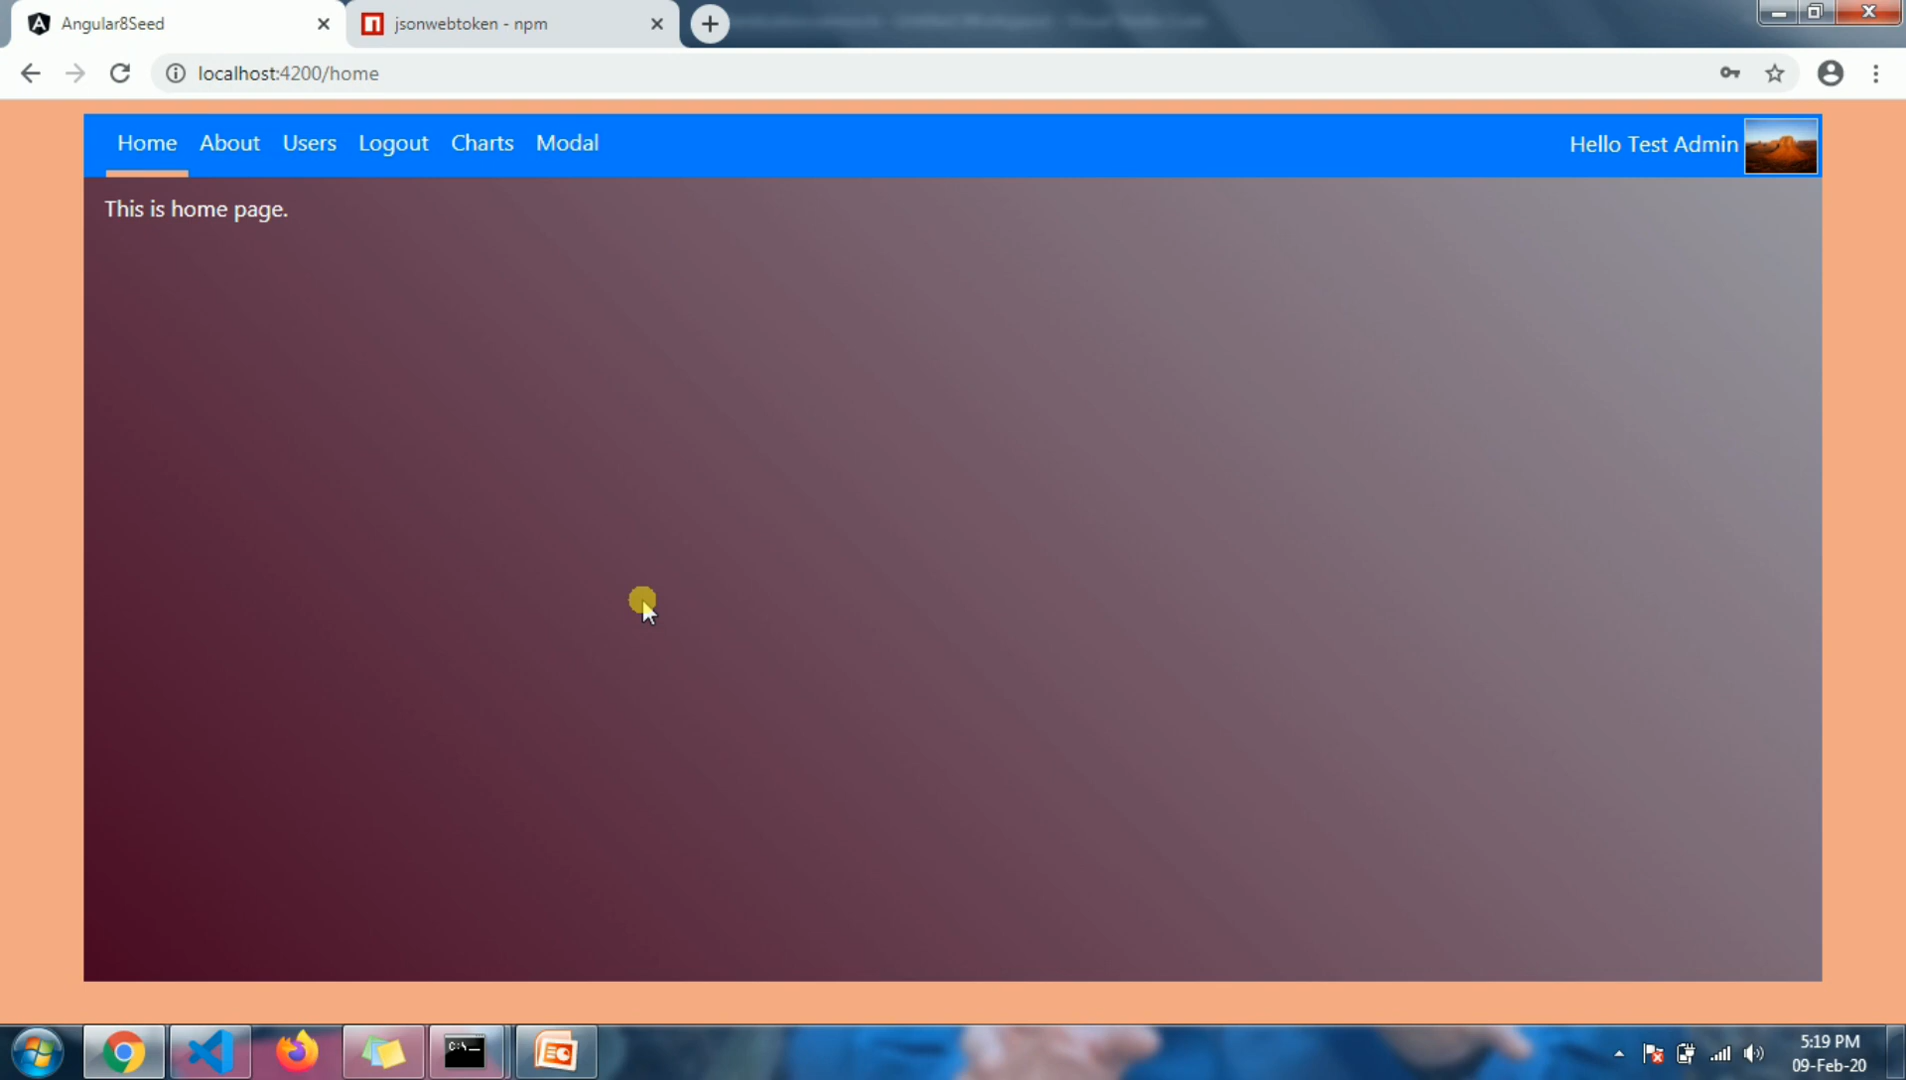 Angular8Seed
jsonwebtoken - npm
localhost:4200/home
Home About Users Logout Charts Modal
Hello Test Admin
This is home page.
C:\
5:19 PM
09-Feb-20